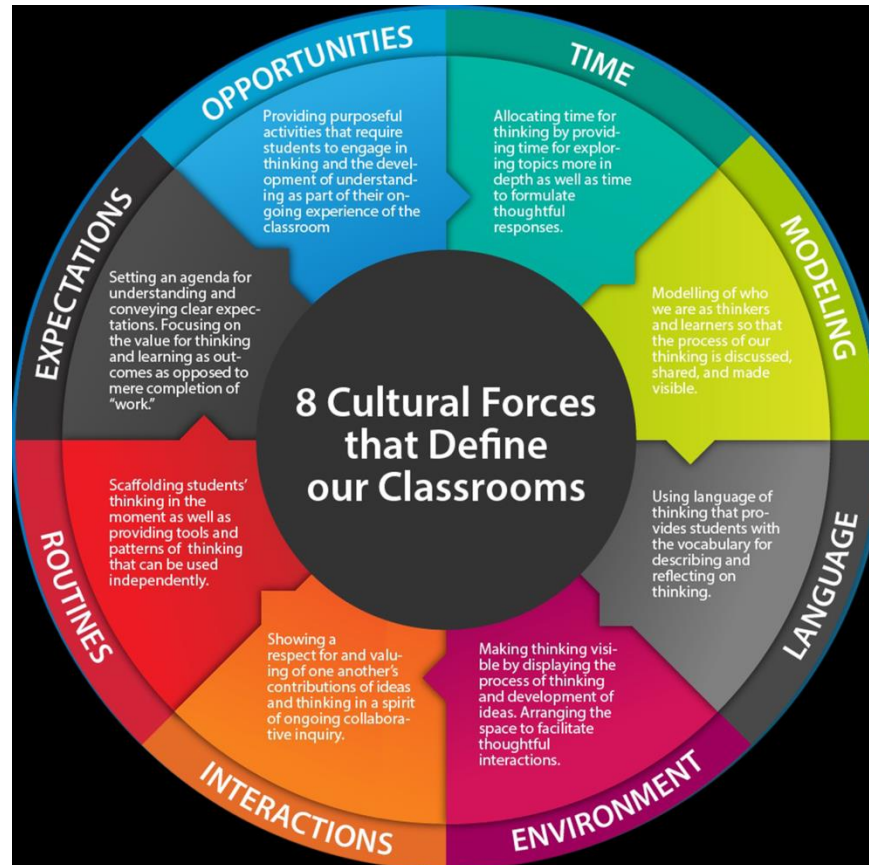 8 Cultural Forces
that Define
our Classrooms
OPPORTUNITIES
Providing purposeful
activities that require
students to engage in
thinking and the devel-
opment of understand-
ing as part of their on-
going experience of the
classroom
TIME
Allocating time for
thinking by provid-
ing time for explor-
ing topics more in
depth as well as time
to formulate
thoughtful
responses.
MODELING
Modelling of who
we are as thinkers
and learners so that
the process of our
thinking is discussed,
shared, and made
visible.
LANGUAGE
Using language of
thinking that pro-
vides students with
the vocabulary for
describing and
reflecting on
thinking.
ENVIRONMENT
Making thinking visi-
ble by displaying the
process of thinking
and development of
ideas. Arranging the
space to facilitate
thoughtful
interactions.
INTERACTIONS
Showing a
respect for and valu-
ing of one another's
contributions of ideas
and thinking in a spirit
of ongoing collabora-
tive inquiry.
ROUTINES
Scaffolding students'
thinking in the
moment as well as
providing tools and
patterns of thinking
that can be used
independently.
EXPECTATIONS
Setting an agenda for
understanding and
conveying clear expec-
tations. Focusing on
the value for thinking
and learning as out-
comes as opposed to
mere completion of
"work."